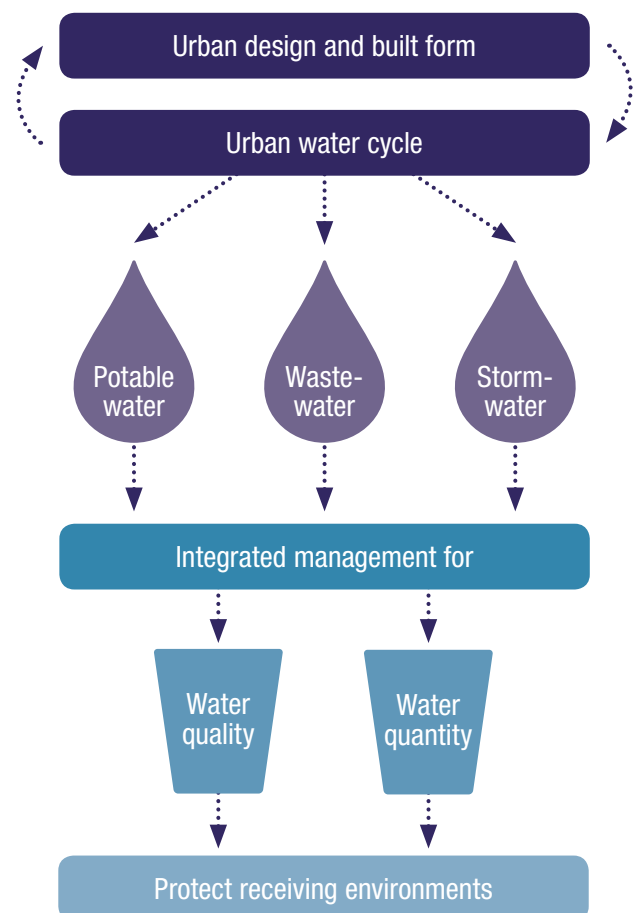 Urban design and built form
Urban water cycle
Potable
water
Waste-
water
Storm-
water
Integrated management for
Water
quality
Water
quantity
Protect receiving environments